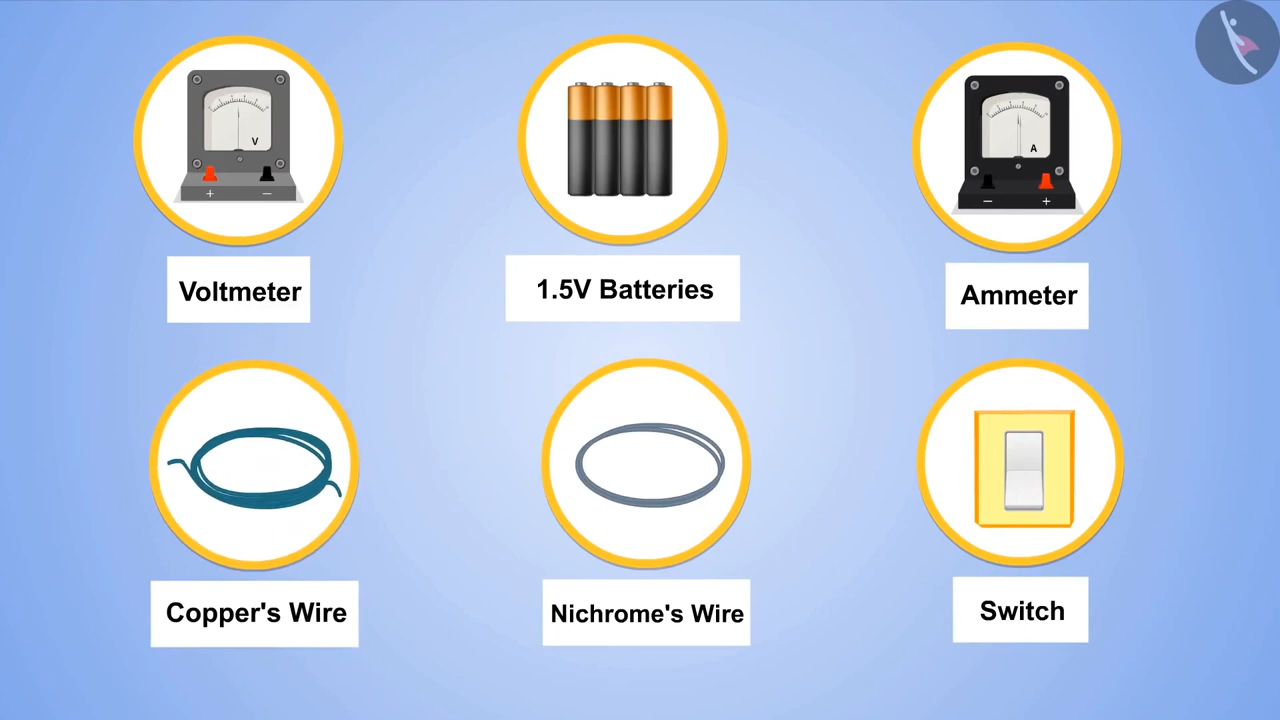 V
+ −
Voltmeter
1.5V Batteries
A
− +
Ammeter
Copper's Wire
Nichrome's Wire
Switch